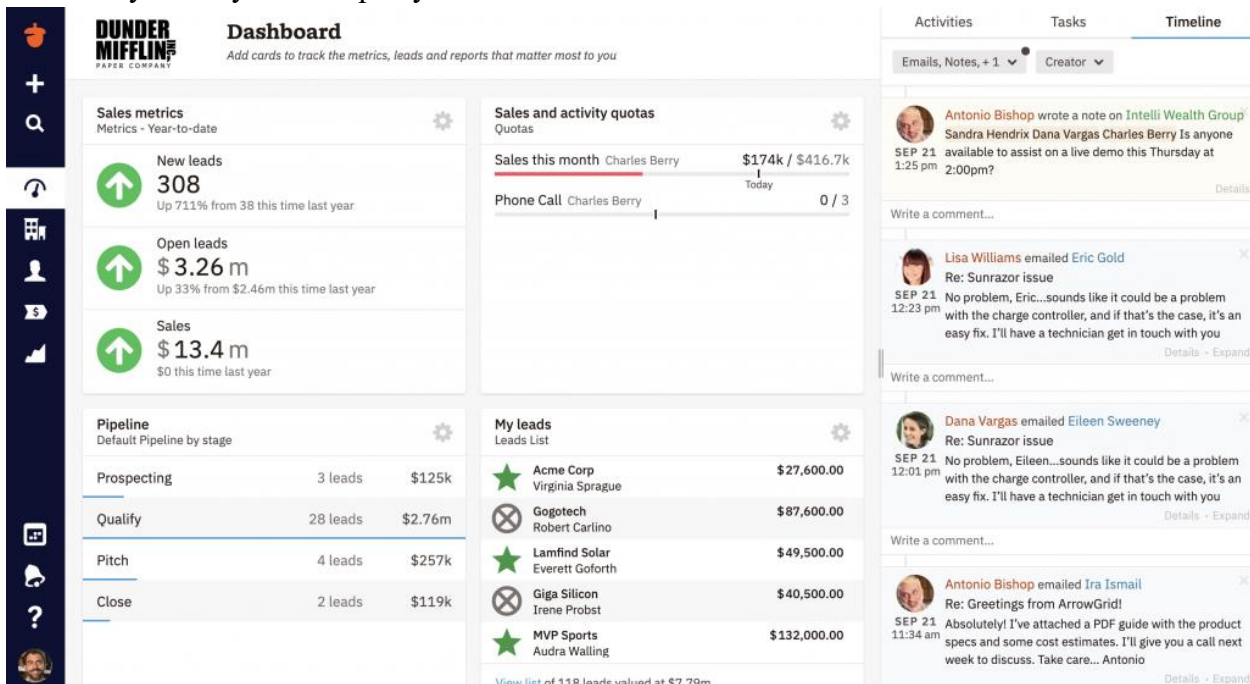 DUNDER
MIFFLIN INC
PAPER COMPANY
Dashboard
Add cards to track the metrics, leads and reports that matter most to you
Sales metrics
Metrics - Year-to-date
New leads
308
Up 711% from 38 this time last year
Open leads
$3.26 m
Up 33% from $2.46m this time last year
Sales
$13.4 m
$0 this time last year
Sales and activity quotas
Quotas
Sales this month Charles Berry $174k / $416.7k
Today
Phone Call Charles Berry 0 / 3
Pipeline
Default Pipeline by stage
Prospecting 3 leads $125k
Qualify 28 leads $2.76m
Pitch 4 leads $257k
Close 2 leads $119k
My leads
Leads List
Acme Corp $27,600.00
Virginia Sprague
Gogotech $87,600.00
Robert Carlino
Lamfind Solar $49,500.00
Everett Goforth
Giga Silicon $40,500.00
Irene Probst
MVP Sports $132,000.00
Audra Walling
View list of 118 leads valued at $7.79m
Activities Tasks Timeline
Emails, Notes, + 1 Creator
Antonio Bishop wrote a note on Intelli Wealth Group
Sandra Hendrix Dana Vargas Charles Berry Is anyone
SEP 21 available to assist on a live demo this Thursday at
1:25 pm 2:00pm?
Details
Write a comment...
Lisa Williams emailed Eric Gold
Re: Sunrazor issue
SEP 21 No problem, Eric...sounds like it could be a problem
12:23 pm with the charge controller, and if that's the case, it's an
easy fix. I'll have a technician get in touch with you
Details - Expand
Write a comment...
Dana Vargas emailed Eileen Sweeney
Re: Sunrazor issue
SEP 21 No problem, Eileen...sounds like it could be a problem
12:01 pm with the charge controller, and if that's the case, it's an
easy fix. I'll have a technician get in touch with you
Details - Expand
Write a comment...
Antonio Bishop emailed Ira Ismail
Re: Greetings from ArrowGrid!
SEP 21 Absolutely! I've attached a PDF guide with the product
11:34 am specs and some cost estimates. I'll give you a call next
week to discuss. Take care... Antonio
Details - Expand